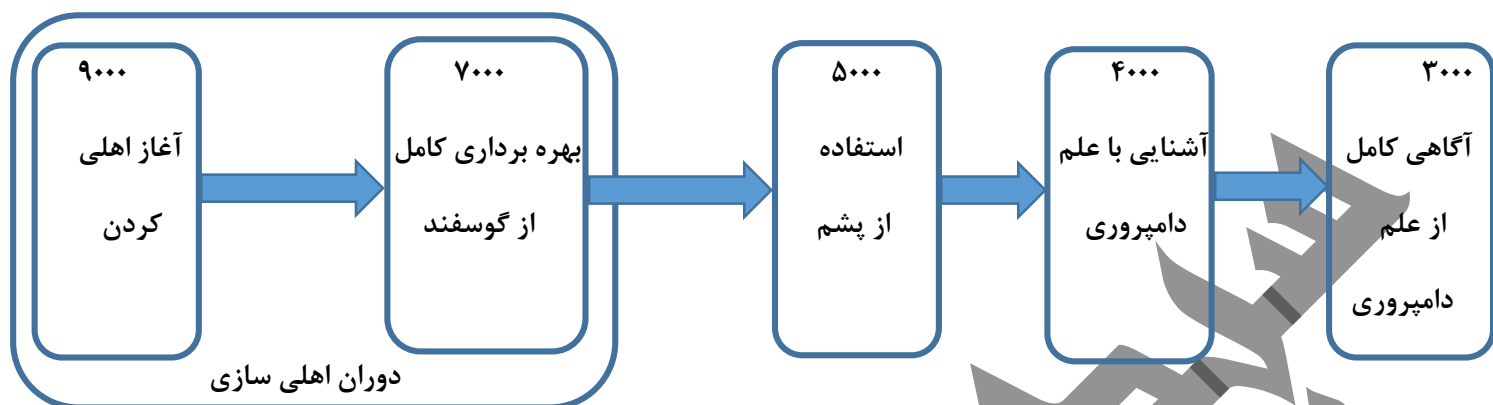 ۹۰۰۰
آغاز اهلی
کردن
۷۰۰۰
بهره برداری کامل
از گوسفند
دوران اهلی سازی
۵۰۰۰
استفاده
از پشم
۴۰۰۰
آشنایی با علم
دامپروری
۳۰۰۰
آگاهی کامل
از علم
دامپروری